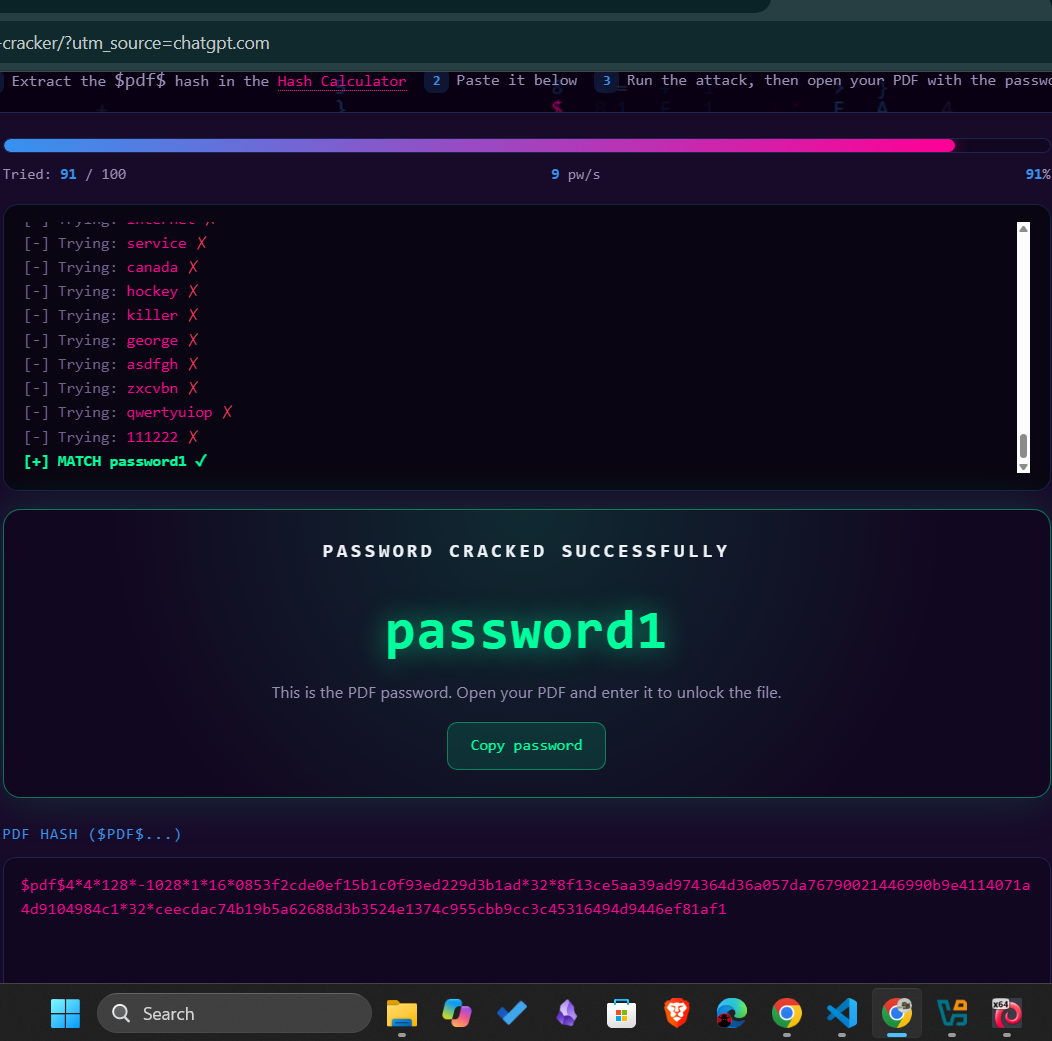 -cracker/?utm_source=chatgpt.com
Extract the $pdf$ hash in the Hash Calculator 2 Paste it below 3 Run the attack, then open your PDF with the passwo
Tried: 91 / 100 9 pw/s 91%
[-] Trying: internet ✗
[-] Trying: service ✗
[-] Trying: canada ✗
[-] Trying: hockey ✗
[-] Trying: killer ✗
[-] Trying: george ✗
[-] Trying: asdfgh ✗
[-] Trying: zxcvbn ✗
[-] Trying: qwertyuiop ✗
[-] Trying: 111222 ✗
[+] MATCH password1 ✓
PASSWORD CRACKED SUCCESSFULLY
password1
This is the PDF password. Open your PDF and enter it to unlock the file.
Copy password
PDF HASH ($PDF$...)
$pdf$4*4*128*-1028*1*16*0853f2cde0ef15b1c0f93ed229d3b1ad*32*8f13ce5aa39ad974364d36a057da76790021446990b9e4114071a
4d9104984c1*32*ceecdac74b19b5a62688d3b3524e1374c955cbb9cc3c45316494d9446ef81af1
Search
x64